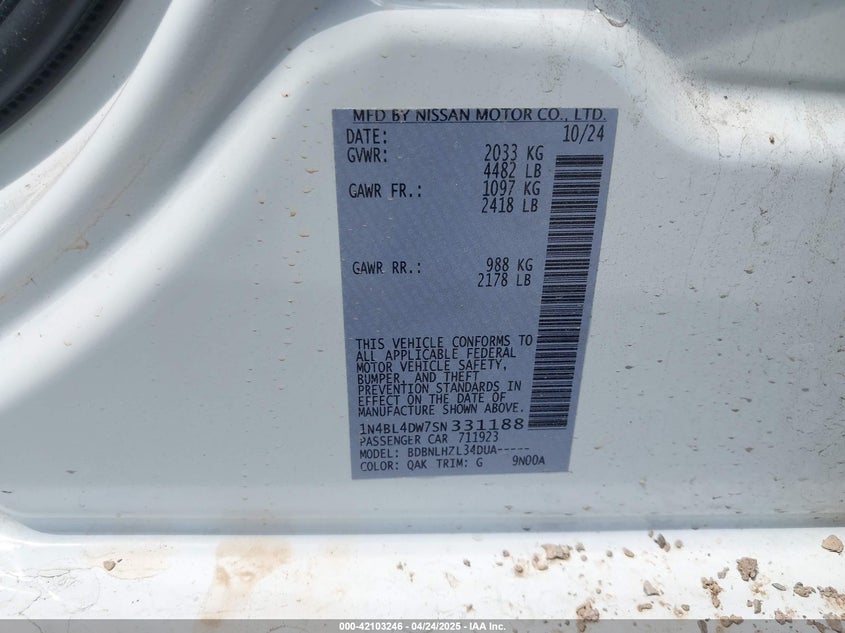 MFD BY NISSAN MOTOR CO., LTD.
DATE: 10/24
GVWR: 2033 KG
4482 LB
GAWR FR.: 1097 KG
2418 LB
GAWR RR.: 988 KG
2178 LB
THIS VEHICLE CONFORMS TO
ALL APPLICABLE FEDERAL
MOTOR VEHICLE SAFETY,
BUMPER, AND THEFT
PREVENTION STANDARDS IN
EFFECT ON THE DATE OF
MANUFACTURE SHOWN ABOVE.
1N4BL4DW7SN331188
PASSENGER CAR 711923
MODEL: BDBNLHZL34DUA-----
COLOR: QAK TRIM: G 9N00A
000-42103246 - 04/24/2025 - IAA Inc.